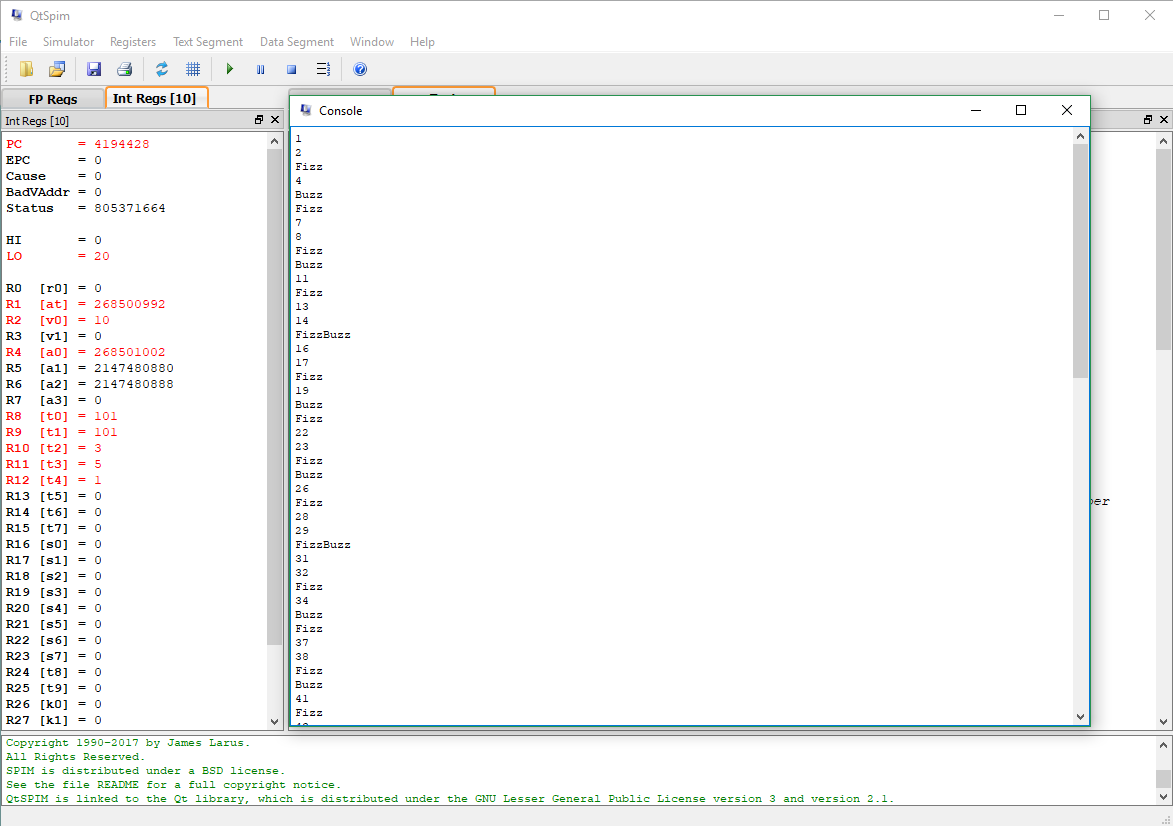 QtSpim
File Simulator Registers Text Segment Data Segment Window Help
FP Regs Int Regs [10]
Int Regs [10]
PC = 4194428
EPC = 0
Cause = 0
BadVAddr = 0
Status = 805371664
HI = 0
LO = 20
R0 [r0] = 0
R1 [at] = 268500992
R2 [v0] = 10
R3 [v1] = 0
R4 [a0] = 268501002
R5 [a1] = 2147480880
R6 [a2] = 2147480888
R7 [a3] = 0
R8 [t0] = 101
R9 [t1] = 101
R10 [t2] = 3
R11 [t3] = 5
R12 [t4] = 1
R13 [t5] = 0
R14 [t6] = 0
R15 [t7] = 0
R16 [s0] = 0
R17 [s1] = 0
R18 [s2] = 0
R19 [s3] = 0
R20 [s4] = 0
R21 [s5] = 0
R22 [s6] = 0
R23 [s7] = 0
R24 [t8] = 0
R25 [t9] = 0
R26 [k0] = 0
R27 [k1] = 0
Console
1
2
Fizz
4
Buzz
Fizz
7
8
Fizz
Buzz
11
Fizz
13
14
FizzBuzz
16
17
Fizz
19
Buzz
Fizz
22
23
Fizz
Buzz
26
Fizz
28
29
FizzBuzz
31
32
Fizz
34
Buzz
Fizz
37
38
Fizz
Buzz
41
Fizz
Copyright 1990-2017 by James Larus.
All Rights Reserved.
SPIM is distributed under a BSD license.
See the file README for a full copyright notice.
QtSPIM is linked to the Qt library, which is distributed under the GNU Lesser General Public License version 3 and version 2.1.